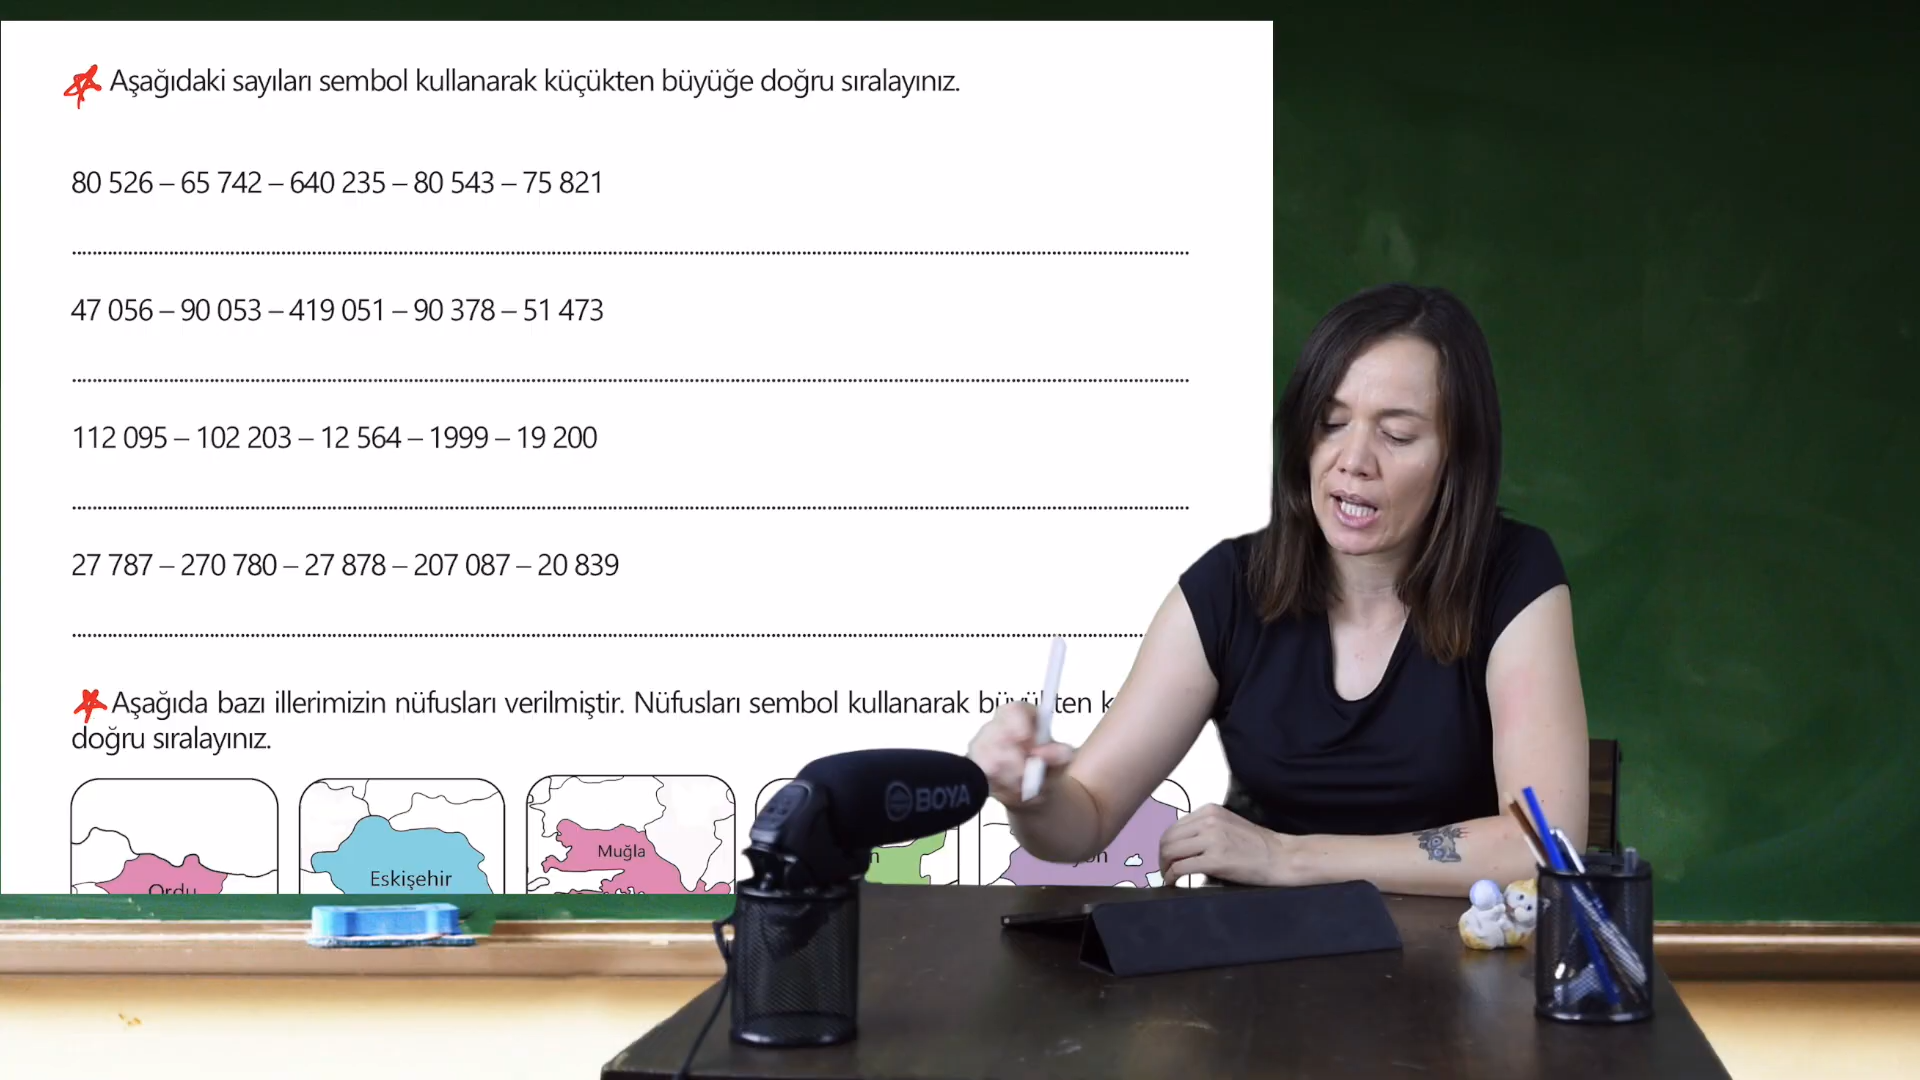 Aşağıdaki sayıları sembol kullanarak küçükten büyüğe doğru sıralayınız.
80 526 – 65 742 – 640 235 – 80 543 – 75 821
47 056 – 90 053 – 419 051 – 90 378 – 51 473
112 095 – 102 203 – 12 564 – 1999 – 19 200
27 787 – 270 780 – 27 878 – 207 087 – 20 839
Aşağıda bazı illerimizin nüfusları verilmiştir. Nüfusları sembol kullanarak büyükten
doğru sıralayınız.
Ordu
Eskişehir
Muğla
BOYA